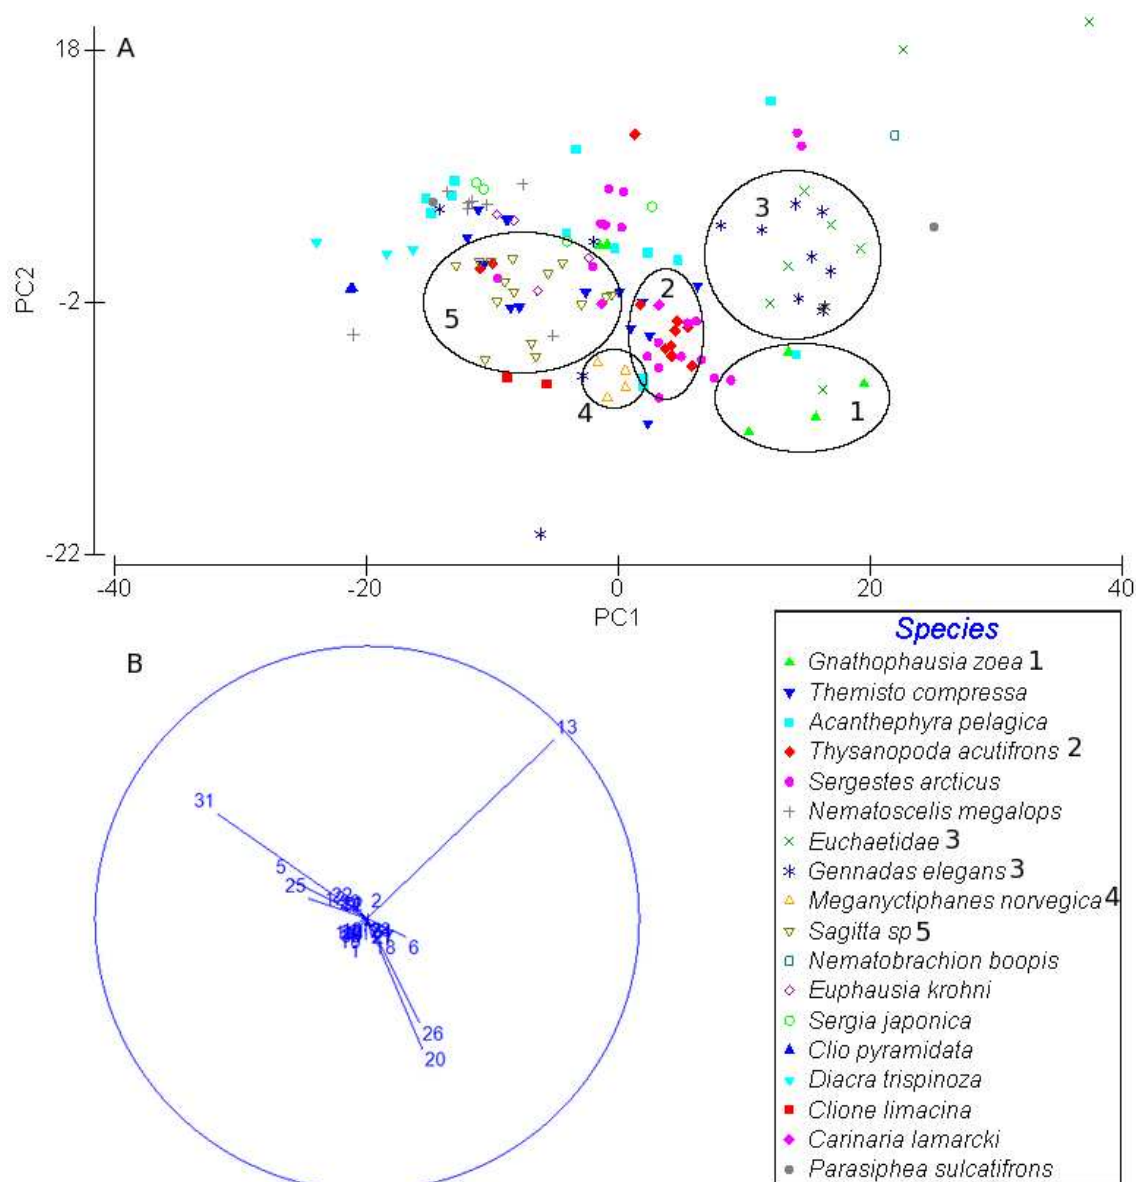 18
A
3
PC2
-2
2
5
4
1
-22
-40
-20
0
20
40
PC1
B
13
31
5
25
22
2
6
18
1
26
20
Species
Gnathophausia zoea 1
Themisto compressa
Acanthephyra pelagica
Thysanopoda acutifrons 2
Sergestes arcticus
Nematoscelis megalops
Euchaetidae 3
Gennadas elegans 3
Meganyctiphanes norvegica 4
Sagitta sp 5
Nematobrachion boopis
Euphausia krohni
Sergia japonica
Clio pyramidata
Diacra trispinoza
Clione limacina
Carinaria lamarcki
Parasiphea sulcatifrons